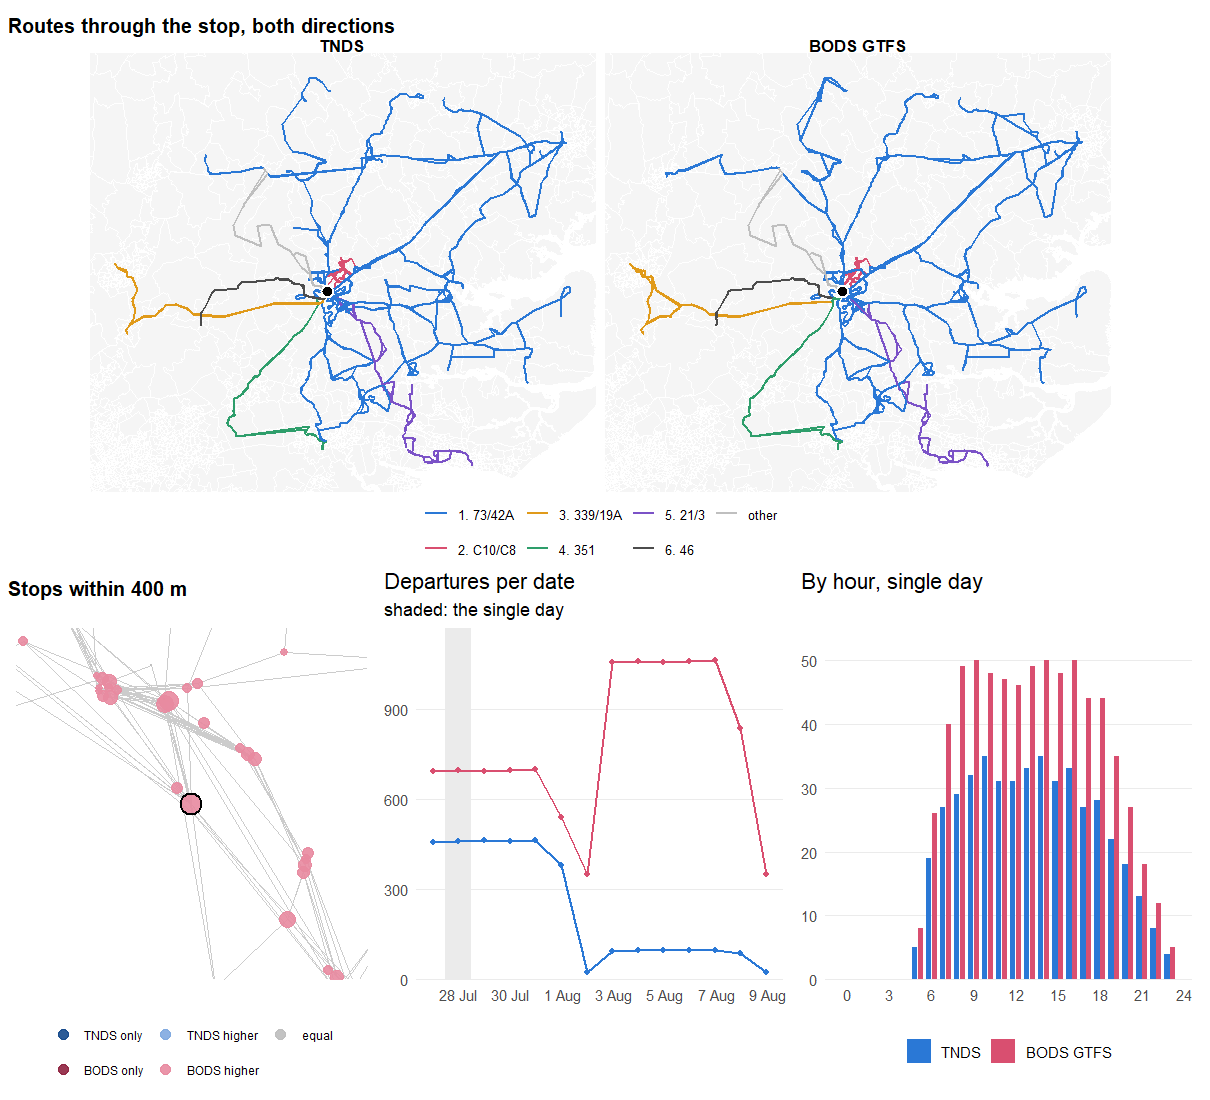 Routes through the stop, both directions
TNDS
BODS GTFS
1. 73/42A
3. 339/19A
5. 21/3
other
2. C10/C8
4. 351
6. 46
Stops within 400 m
TNDS only
TNDS higher
equal
BODS only
BODS higher
Departures per date
shaded: the single day
900
600
300
0
28 Jul
30 Jul
1 Aug
3 Aug
5 Aug
7 Aug
9 Aug
By hour, single day
50
40
30
20
10
0
0
3
6
9
12
15
18
21
24
TNDS
BODS GTFS